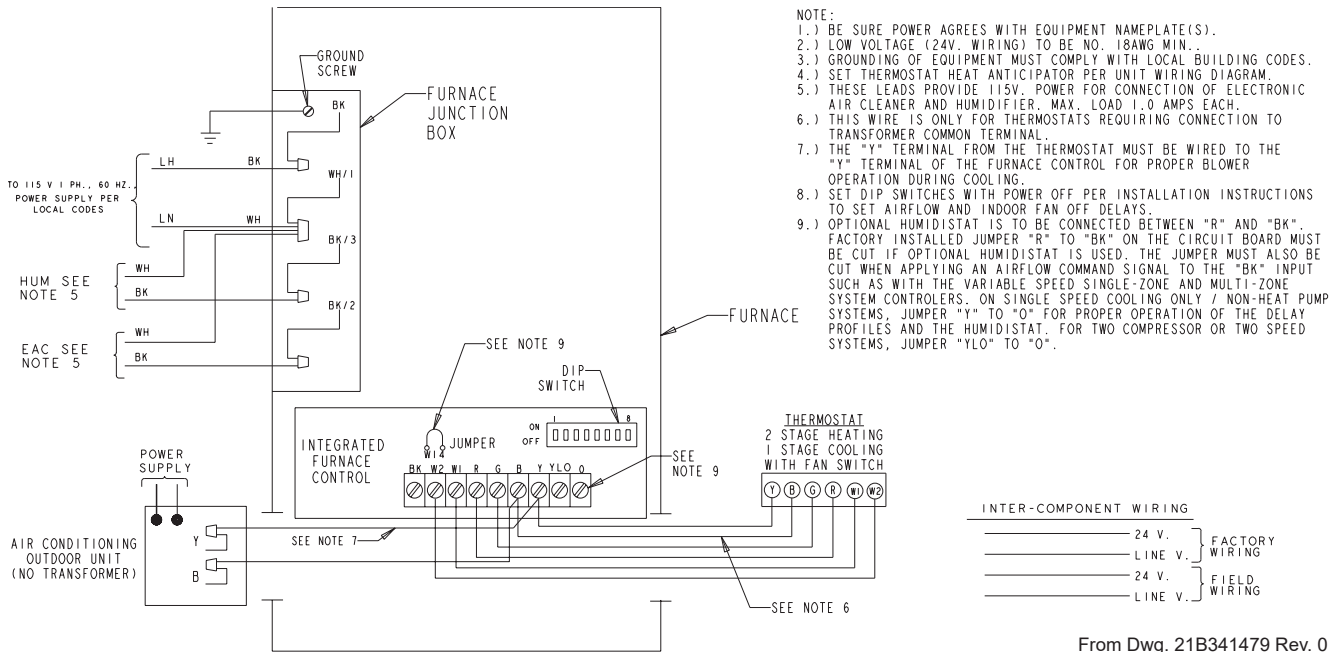 NOTE:
1.) BE SURE POWER AGREES WITH EQUIPMENT NAMEPLATE(S).
2.) LOW VOLTAGE (24V. WIRING) TO BE NO. 18AWG MIN..
3.) GROUNDING OF EQUIPMENT MUST COMPLY WITH LOCAL BUILDING CODES.
4.) SET THERMOSTAT HEAT ANTICIPATOR PER UNIT WIRING DIAGRAM.
5.) THESE LEADS PROVIDE 115V. POWER FOR CONNECTION OF ELECTRONIC
AIR CLEANER AND HUMIDIFIER. MAX. LOAD 1.0 AMPS EACH.
6.) THIS WIRE IS ONLY FOR THERMOSTATS REQUIRING CONNECTION TO
TRANSFORMER COMMON TERMINAL.
7.) THE "Y" TERMINAL FROM THE THERMOSTAT MUST BE WIRED TO THE
"Y" TERMINAL OF THE FURNACE CONTROL FOR PROPER BLOWER
OPERATION DURING COOLING.
8.) SET DIP SWITCHES WITH POWER OFF PER INSTALLATION INSTRUCTIONS
TO SET AIRFLOW AND INDOOR FAN OFF DELAYS.
9.) OPTIONAL HUMIDISTAT IS TO BE CONNECTED BETWEEN "R" AND "BK".
FACTORY INSTALLED JUMPER "R" TO "BK" ON THE CIRCUIT BOARD MUST
BE CUT IF OPTIONAL HUMIDISTAT IS USED. THE JUMPER MUST ALSO BE
CUT WHEN APPLYING AN AIRFLOW COMMAND SIGNAL TO THE "BK" INPUT
SUCH AS WITH THE VARIABLE SPEED SINGLE-ZONE AND MULTI-ZONE
SYSTEM CONTROLERS. ON SINGLE SPEED COOLING ONLY / NON-HEAT PUMP
SYSTEMS, JUMPER "Y" TO "O" FOR PROPER OPERATION OF THE DELAY
PROFILES AND THE HUMIDISTAT. FOR TWO COMPRESSOR OR TWO SPEED
SYSTEMS, JUMPER "YLO" TO "O".
GROUND
SCREW
FURNACE
JUNCTION
BOX
BK
LH BK
WH/1
TO 115 V 1 PH., 60 HZ.,
POWER SUPPLY PER
LOCAL CODES
LN WH
BK/3
HUM SEE
NOTE 5
WH
BK
BK/2
EAC SEE
NOTE 5
WH
BK
FURNACE
SEE NOTE 9
DIP
SWITCH
1 8
ON
OFF
INTEGRATED
FURNACE
CONTROL
JUMPER
W14
BK W2 W1 R G B Y YLO O
SEE
NOTE 9
THERMOSTAT
2 STAGE HEATING
1 STAGE COOLING
WITH FAN SWITCH
Y B G R W1 W2
POWER
SUPPLY
AIR CONDITIONING
OUTDOOR UNIT
(NO TRANSFORMER)
Y
B
SEE NOTE 7
SEE NOTE 6
INTER-COMPONENT WIRING
24 V.
LINE V.
FACTORY
WIRING
24 V.
LINE V.
FIELD
WIRING
From Dwg. 21B341479 Rev. 0